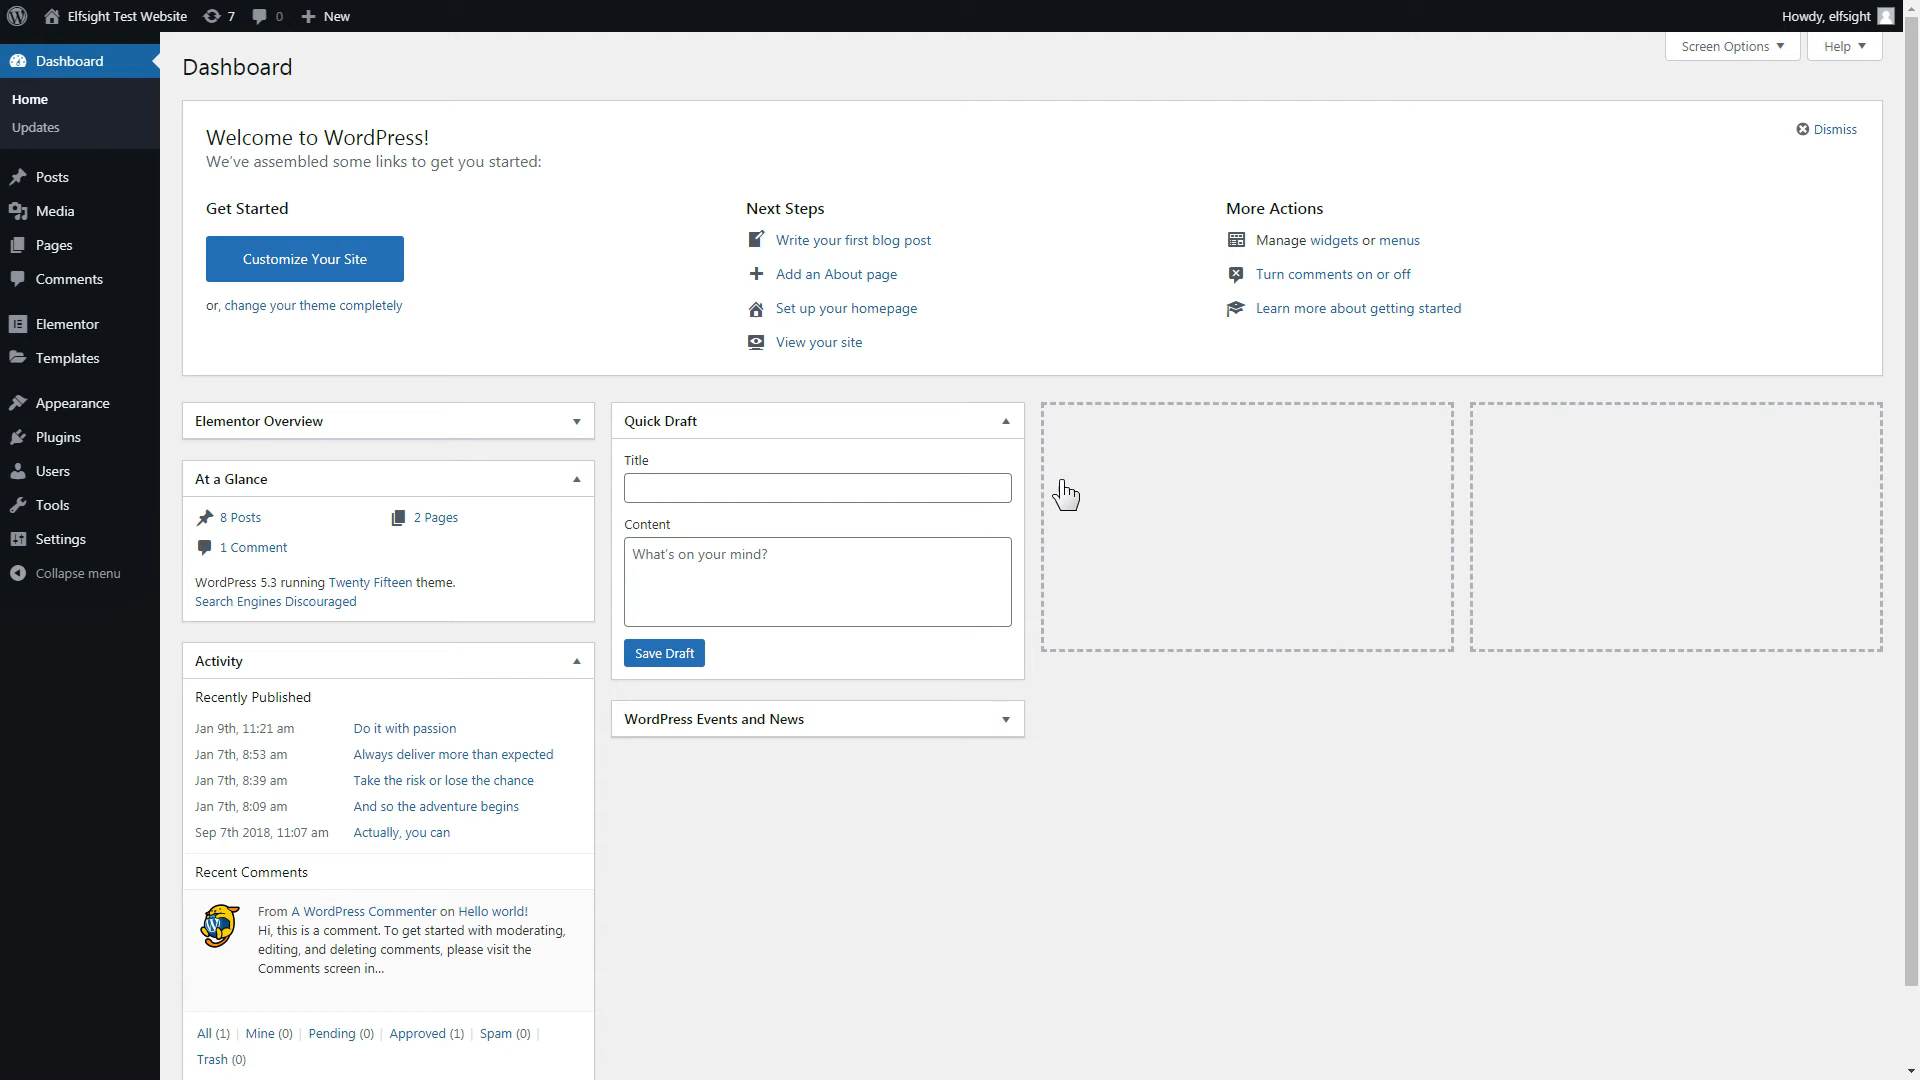 Elfsight Test Website 7 0 New
Howdy, elfsight
Screen Options
Help
Dashboard
Home
Updates
Posts
Media
Pages
Comments
Elementor
Templates
Appearance
Plugins
Users
Tools
Settings
Collapse menu
Dashboard
Welcome to WordPress!
We've assembled some links to get you started:
Dismiss
Get Started
Customize Your Site
or, change your theme completely
Next Steps
Write your first blog post
Add an About page
Set up your homepage
View your site
More Actions
Manage widgets or menus
Turn comments on or off
Learn more about getting started
Elementor Overview
At a Glance
8 Posts
2 Pages
1 Comment
WordPress 5.3 running Twenty Fifteen theme.
Search Engines Discouraged
Activity
Recently Published
Jan 9th, 11:21 am Do it with passion
Jan 7th, 8:53 am Always deliver more than expected
Jan 7th, 8:39 am Take the risk or lose the chance
Jan 7th, 8:09 am And so the adventure begins
Sep 7th 2018, 11:07 am Actually, you can
Recent Comments
From A WordPress Commenter on Hello world!
Hi, this is a comment. To get started with moderating,
editing, and deleting comments, please visit the
Comments screen in...
All (1) | Mine (0) | Pending (0) | Approved (1) | Spam (0) |
Trash (0)
Quick Draft
Title
Content
What's on your mind?
Save Draft
WordPress Events and News